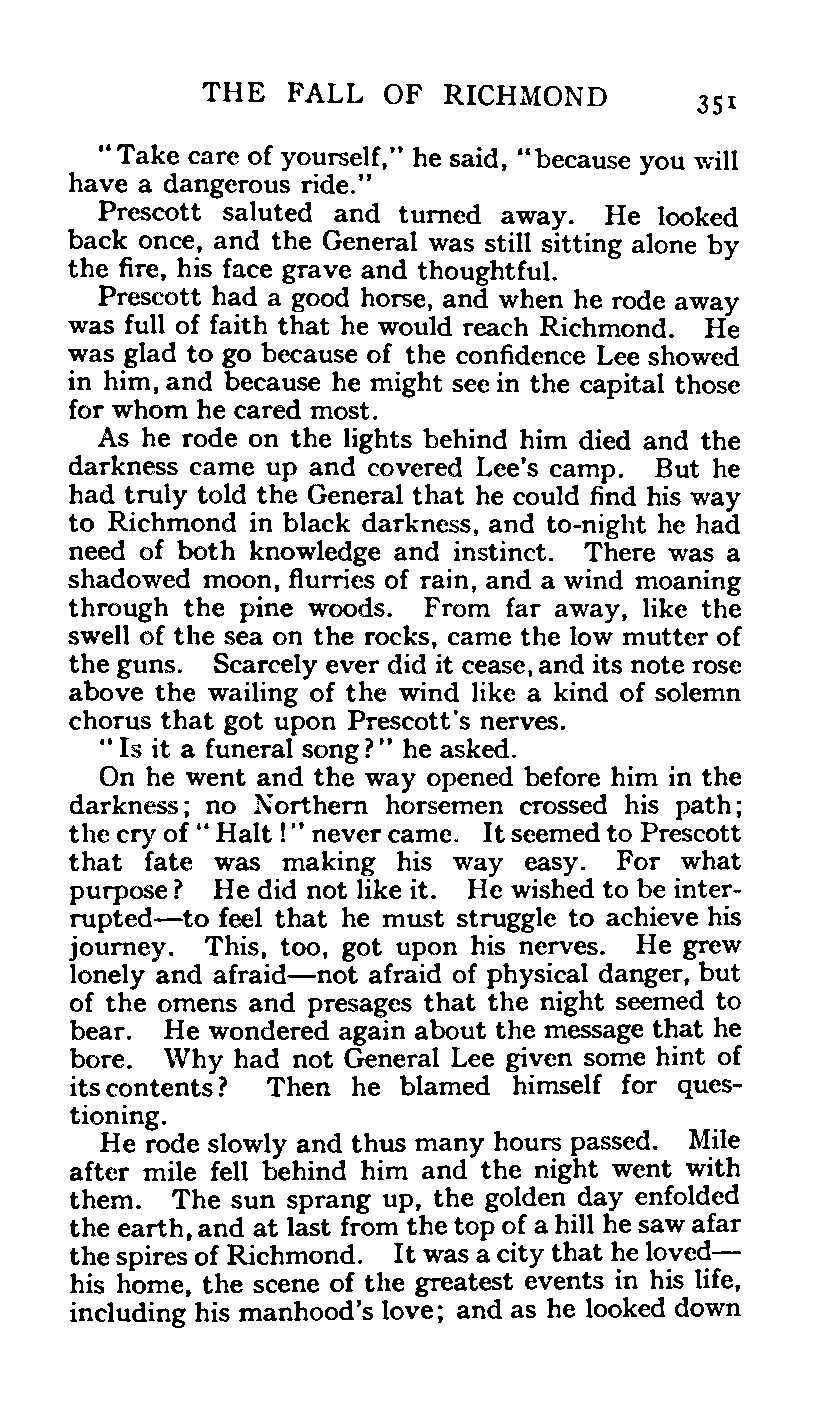 THE FALL OF RICHMOND 351
"Take care of yourself," he said, "because you will
have a dangerous ride."
Prescott saluted and turned away. He looked
back once, and the General was still sitting alone by
the fire, his face grave and thoughtful.
Prescott had a good horse, and when he rode away
was full of faith that he would reach Richmond. He
was glad to go because of the confidence Lee showed
in him, and because he might see in the capital those
for whom he cared most.
As he rode on the lights behind him died and the
darkness came up and covered Lee's camp. But he
had truly told the General that he could find his way
to Richmond in black darkness, and to-night he had
need of both knowledge and instinct. There was a
shadowed moon, flurries of rain, and a wind moaning
through the pine woods. From far away, like the
swell of the sea on the rocks, came the low mutter of
the guns. Scarcely ever did it cease, and its note rose
above the wailing of the wind like a kind of solemn
chorus that got upon Prescott's nerves.
"Is it a funeral song?" he asked.
On he went and the way opened before him in the
darkness; no Northern horsemen crossed his path;
the cry of "Halt!" never came. It seemed to Prescott
that fate was making his way easy. For what
purpose? He did not like it. He wished to be inter-
rupted—to feel that he must struggle to achieve his
journey. This, too, got upon his nerves. He grew
lonely and afraid—not afraid of physical danger, but
of the omens and presages that the night seemed to
bear. He wondered again about the message that he
bore. Why had not General Lee given some hint of
its contents? Then he blamed himself for ques-
tioning.
He rode slowly and thus many hours passed. Mile
after mile fell behind him and the night went with
them. The sun sprang up, the golden day enfolded
the earth, and at last from the top of a hill he saw afar
the spires of Richmond. It was a city that he loved—
his home, the scene of the greatest events in his life,
including his manhood's love; and as he looked down